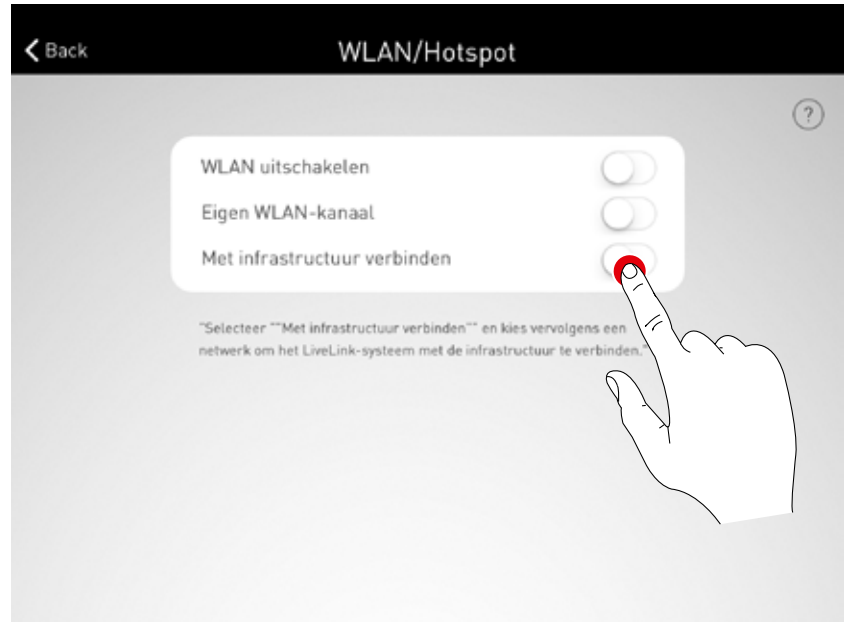 Back
WLAN/Hotspot
?
WLAN uitschakelen
Eigen WLAN-kanaal
Met infrastructuur verbinden
"Selecteer ""Met infrastructuur verbinden"" en kies vervolgens een
netwerk om het LiveLink-systeem met de infrastructuur te verbinden."